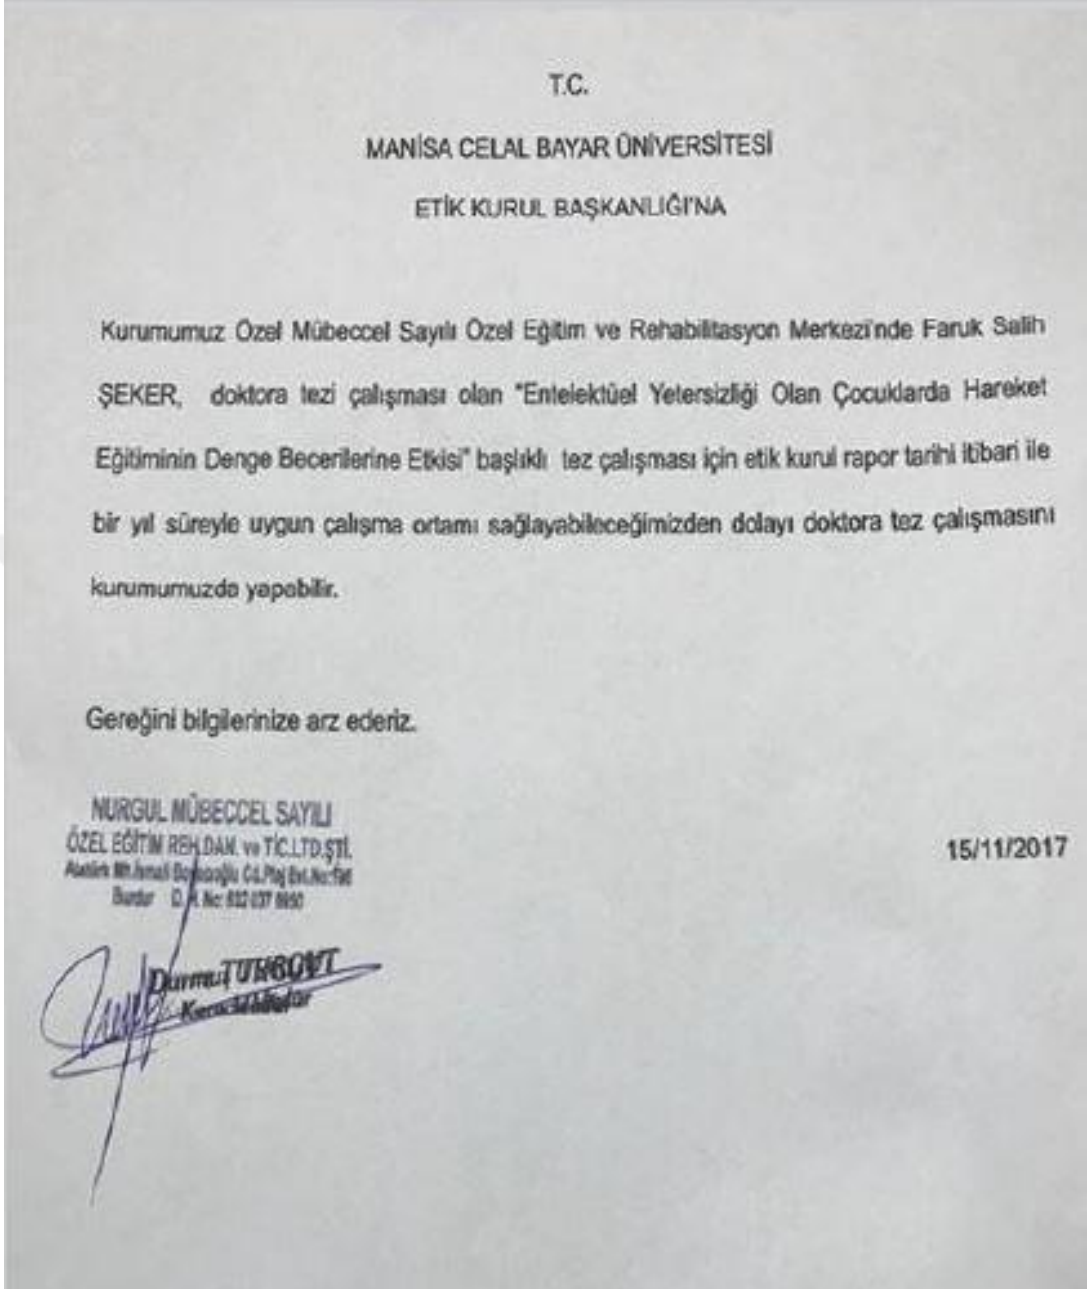 T.C.
MANİSA CELAL BAYAR ÜNİVERSİTESİ
ETİK KURUL BAŞKANLIĞI'NA
Kurumumuz Özel Mübeccel Sayılı Özel Eğitim ve Rehabilitasyon Merkezi'nde Faruk Salih
ŞEKER, doktora tezi çalışması olan "Entelektüel Yetersizliği Olan Çocuklarda Hareket
Eğitiminin Denge Becerilerine Etkisi" başlıklı tez çalışması için etik kurul rapor tarihi itibari ile
bir yıl süreyle uygun çalışma ortamı sağlayabileceğimizden dolayı doktora tez çalışmasını
kurumumuzda yapabilir.
Gereğini bilgilerinize arz ederiz.
NURGUL MÜBECCEL SAYILI
ÖZEL EĞİTİM REH.DAN. ve TİC.LTD.ŞTİ.
Burdur
15/11/2017